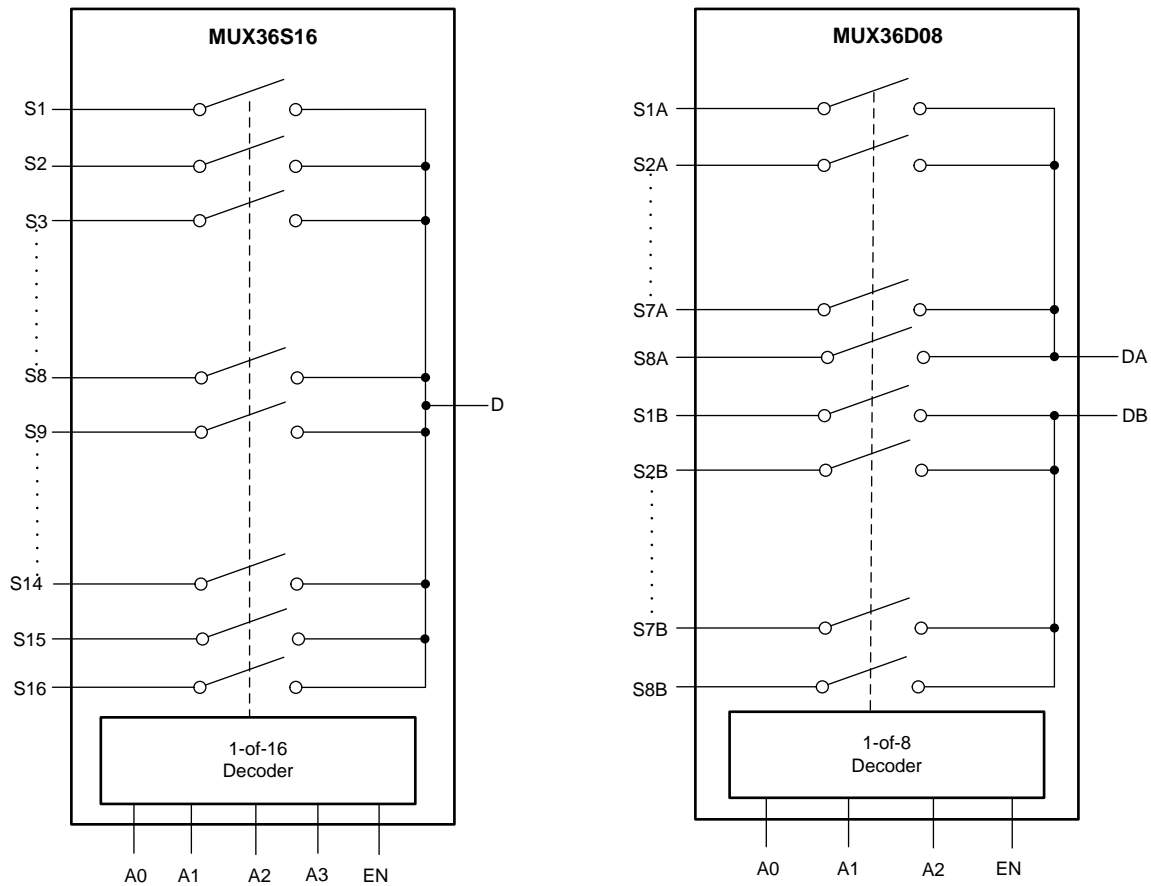 MUX36S16
S1
S2
S3
S8
S9
S14
S15
S16
D
1-of-16
Decoder
A0 A1 A2 A3 EN
MUX36D08
S1A
S2A
S7A
S8A
S1B
S2B
S7B
S8B
DA
DB
1-of-8
Decoder
A0 A1 A2 EN